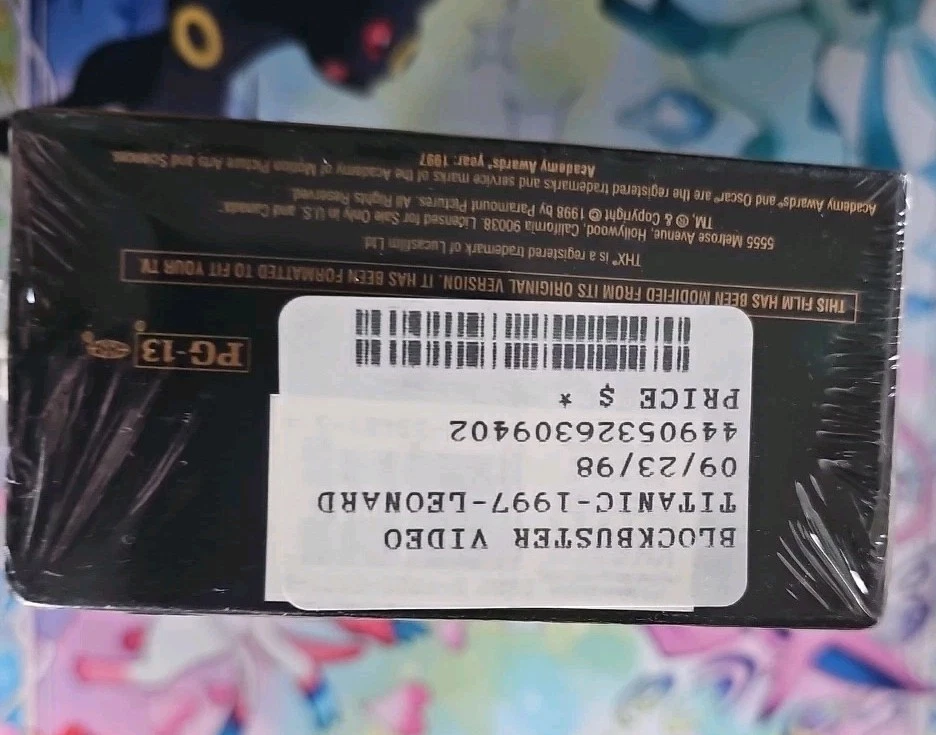 BLOCKBUSTER VIDEO
TITANIC-1997-LEONARD
09/23/98
44905326309402
PRICE $ *
PG-13
THIS FILM HAS BEEN MODIFIED FROM ITS ORIGINAL VERSION. IT HAS BEEN FORMATTED TO FIT YOUR TV.
THX® is a registered trademark of Lucasfilm Ltd
5555 Melrose Avenue, Hollywood, California 90038. Licensed for Sale Only in U.S. and Canada
TM, ® & Copyright © 1998 by Paramount Pictures. All Rights Reserved.
Academy Awards® and Oscar® are the registered trademarks and service marks of the Academy of Motion Picture Arts and Sciences.
Academy Awards® year: 1997